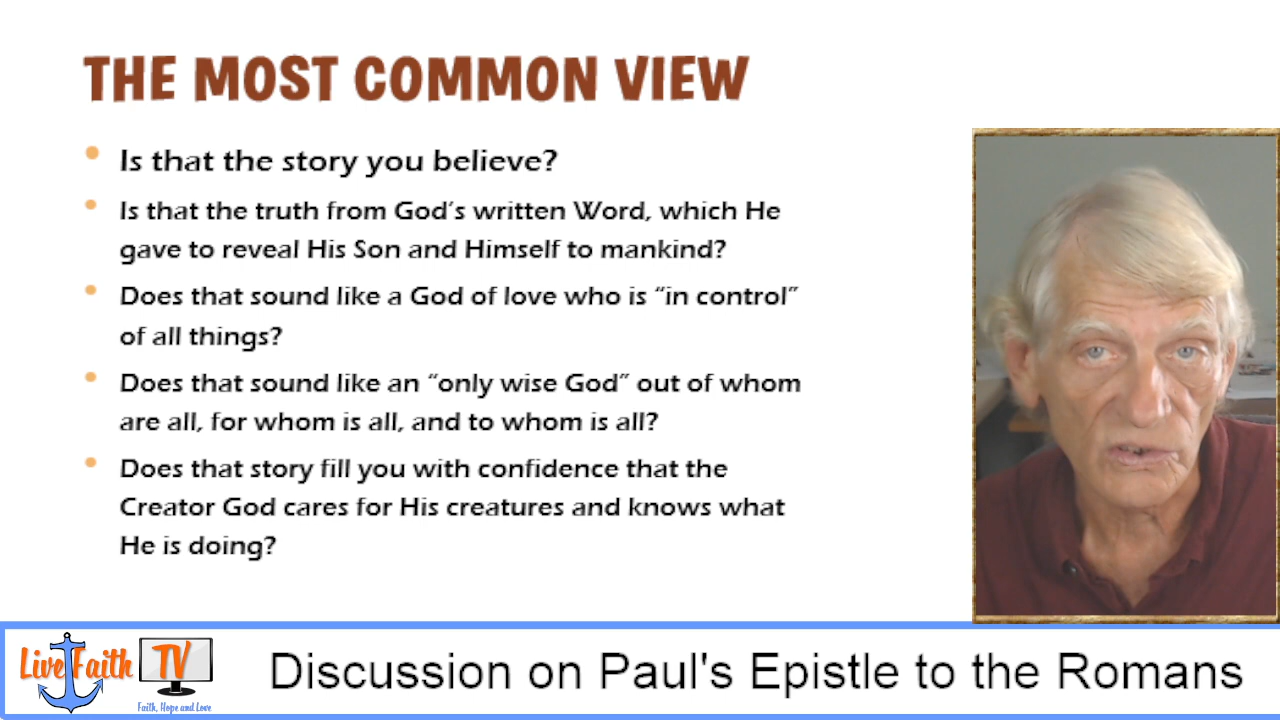 THE MOST COMMON VIEW
Is that the story you believe?
Is that the truth from God's written Word, which He
gave to reveal His Son and Himself to mankind?
Does that sound like a God of love who is “in control”
of all things?
Does that sound like an “only wise God” out of whom
are all, for whom is all, and to whom is all?
Does that story fill you with confidence that the
Creator God cares for His creatures and knows what
He is doing?
Live Faith TV
Faith, Hope and Love
Discussion on Paul's Epistle to the Romans